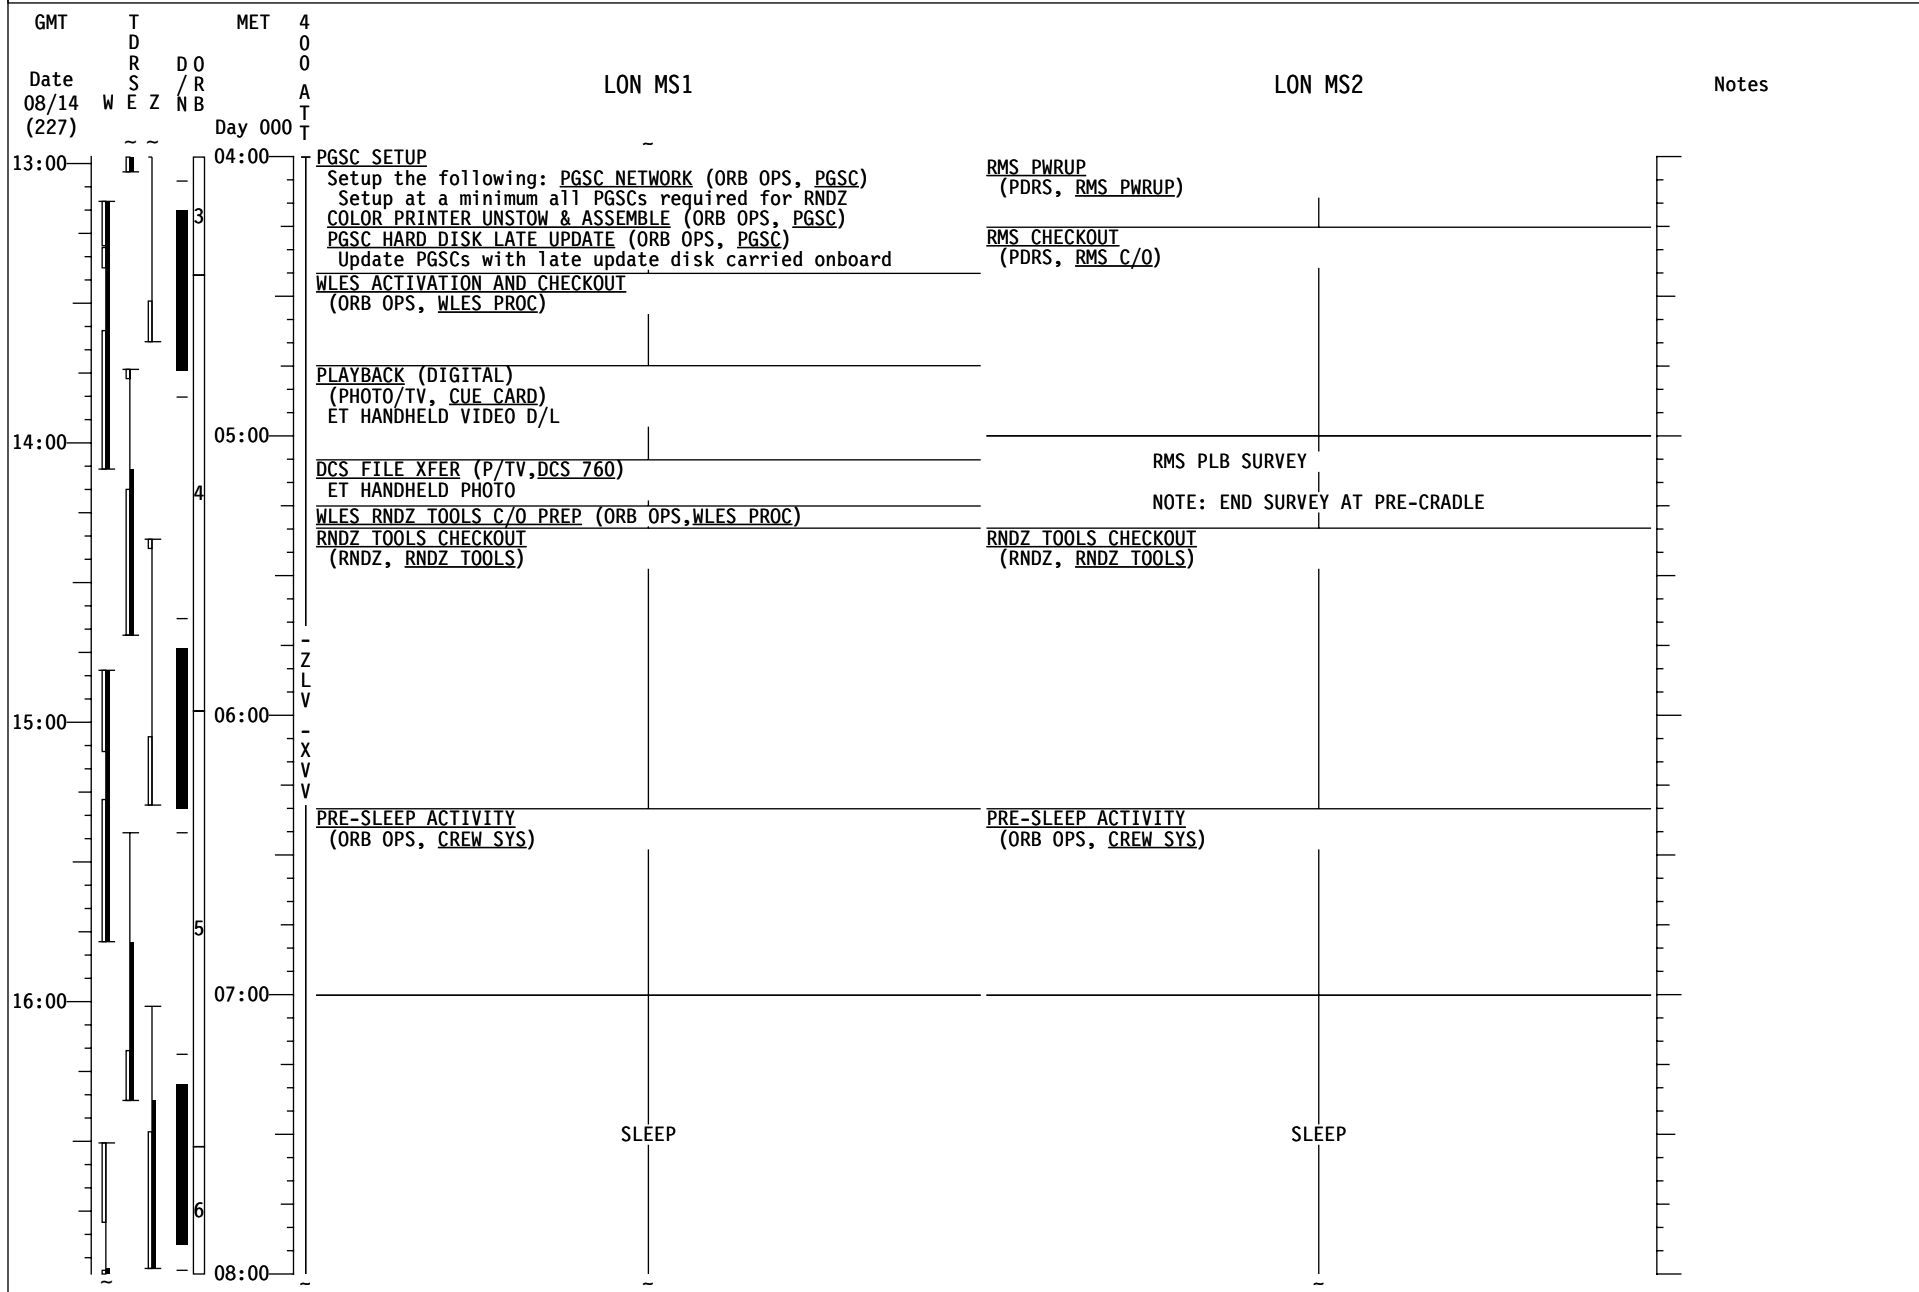 GMT
TDRS
MET
400 ATT
Date
08/14
(227)
W E Z
D/N
ORB
Day 000
LON MS1
LON MS2
Notes
~ ~
~
13:00
14:00
15:00
16:00
3
4
5
6
04:00
05:00
06:00
07:00
08:00
-ZLV -XVV
PGSC SETUP
Setup the following: PGSC NETWORK (ORB OPS, PGSC)
Setup at a minimum all PGSCs required for RNDZ
COLOR PRINTER UNSTOW & ASSEMBLE (ORB OPS, PGSC)
PGSC HARD DISK LATE UPDATE (ORB OPS, PGSC)
Update PGSCs with late update disk carried onboard
WLES ACTIVATION AND CHECKOUT
(ORB OPS, WLES PROC)
PLAYBACK (DIGITAL)
(PHOTO/TV, CUE CARD)
ET HANDHELD VIDEO D/L
DCS FILE XFER (P/TV,DCS 760)
ET HANDHELD PHOTO
WLES RNDZ TOOLS C/O PREP (ORB OPS,WLES PROC)
RNDZ TOOLS CHECKOUT
(RNDZ, RNDZ TOOLS)
PRE-SLEEP ACTIVITY
(ORB OPS, CREW SYS)
SLEEP
RMS PWRUP
(PDRS, RMS PWRUP)
RMS CHECKOUT
(PDRS, RMS C/O)
RMS PLB SURVEY
NOTE: END SURVEY AT PRE-CRADLE
RNDZ TOOLS CHECKOUT
(RNDZ, RNDZ TOOLS)
PRE-SLEEP ACTIVITY
(ORB OPS, CREW SYS)
SLEEP
~ ~ ~ ~